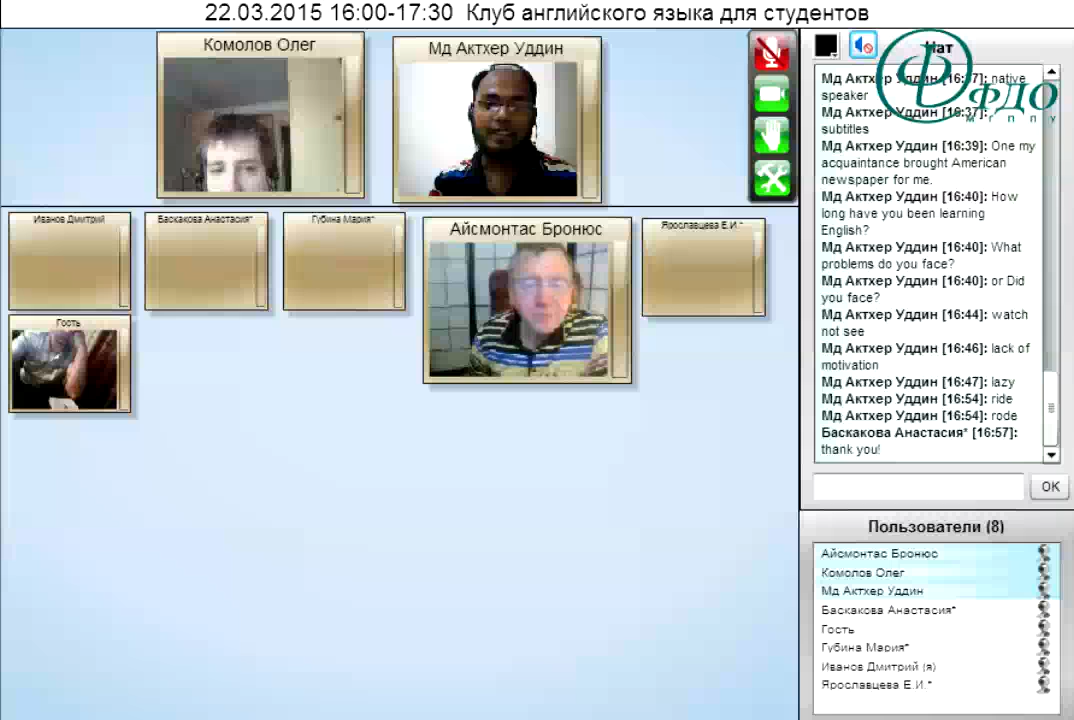 22.03.2015 16:00-17:30 Клуб английского языка для студентов
Комолов Олег
Мд Актхер Уддин
Иванов Дмитрий
Баскакова Анастасия*
Губина Мария*
Айсмонтас Бронюс
Ярославцева Е.И.*
Гость
Чат
ФДО
М Г П П У
Мд Актхер Уддин [16:37]: native
speaker
Мд Актхер Уддин [16:37]:
subtitles
Мд Актхер Уддин [16:39]: One my
acquaintance brought American
newspaper for me.
Мд Актхер Уддин [16:40]: How
long have you been learning
English?
Мд Актхер Уддин [16:40]: What
problems do you face?
Мд Актхер Уддин [16:40]: or Did
you face?
Мд Актхер Уддин [16:44]: watch
not see
Мд Актхер Уддин [16:46]: lack of
motivation
Мд Актхер Уддин [16:47]: lazy
Мд Актхер Уддин [16:54]: ride
Мд Актхер Уддин [16:54]: rode
Баскакова Анастасия* [16:57]:
thank you!
OK
Пользователи (8)
Айсмонтас Бронюс
Комолов Олег
Мд Актхер Уддин
Баскакова Анастасия*
Гость
Губина Мария*
Иванов Дмитрий (я)
Ярославцева Е.И.*